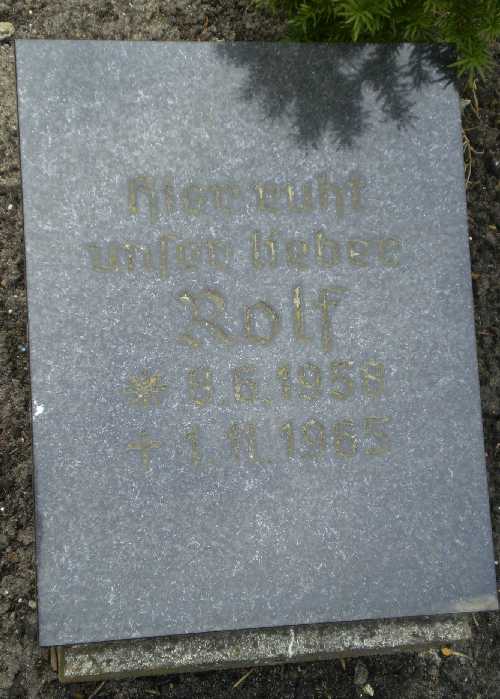 hier ruht
unser lieber
Rolf
* 9.6.1958
+ 1.11.1965